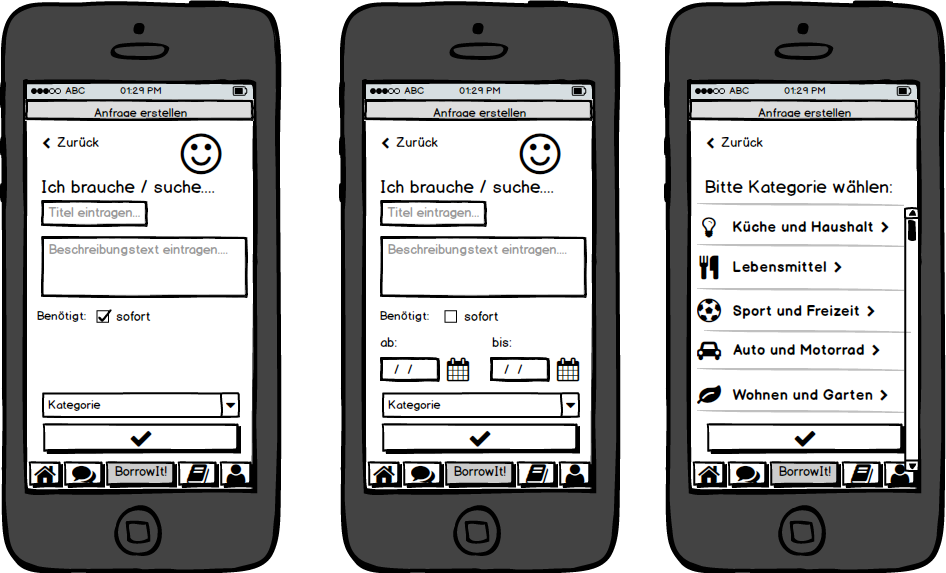 ABC 01:29 PM
Anfrage erstellen
Zurück
Ich brauche / suche....
Titel eintragen...
Beschreibungstext eintragen....
Benötigt: sofort
Kategorie
BorrowIt!
ABC 01:29 PM
Anfrage erstellen
Zurück
Ich brauche / suche....
Titel eintragen...
Beschreibungstext eintragen....
Benötigt: sofort
ab: bis:
/ / / /
Kategorie
BorrowIt!
ABC 01:29 PM
Anfrage erstellen
Zurück
Bitte Kategorie wählen:
Küche und Haushalt
Lebensmittel
Sport und Freizeit
Auto und Motorrad
Wohnen und Garten
BorrowIt!